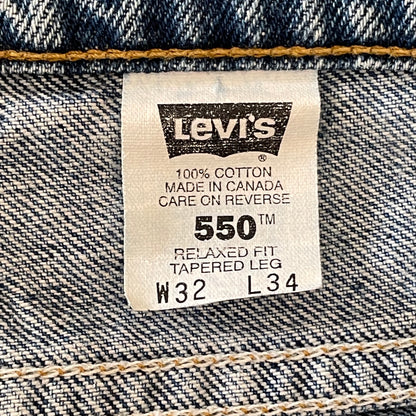 Levi's ®
100% COTTON
MADE IN CANADA
CARE ON REVERSE
550™
RELAXED FIT
TAPERED LEG
W32 L34